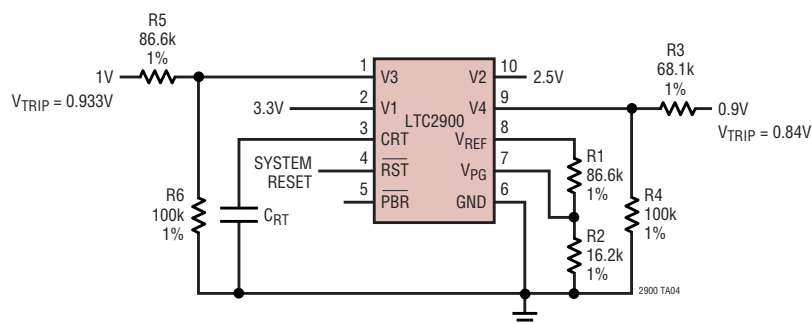 R5
86.6k
1%
1V
VTRIP = 0.933V
R6
100k
1%
3.3V
SYSTEM
RESET
CRT
1
2
3
4
5
V3
V1
CRT
RST
PBR
LTC2900
V2
V4
VREF
VPG
GND
10
9
8
7
6
2.5V
R3
68.1k
1%
0.9V
VTRIP = 0.84V
R1
86.6k
1%
R4
100k
1%
R2
16.2k
1%
2900 TA04